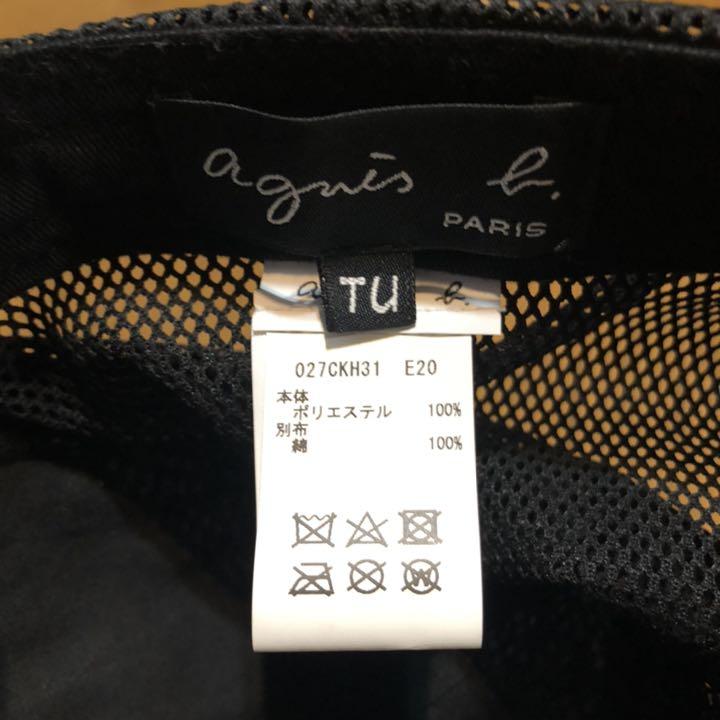 agnès b.
PARIS
TU
a b.
027CKH31 E20
本体
ポリエステル 100%
別布
綿 100%
W